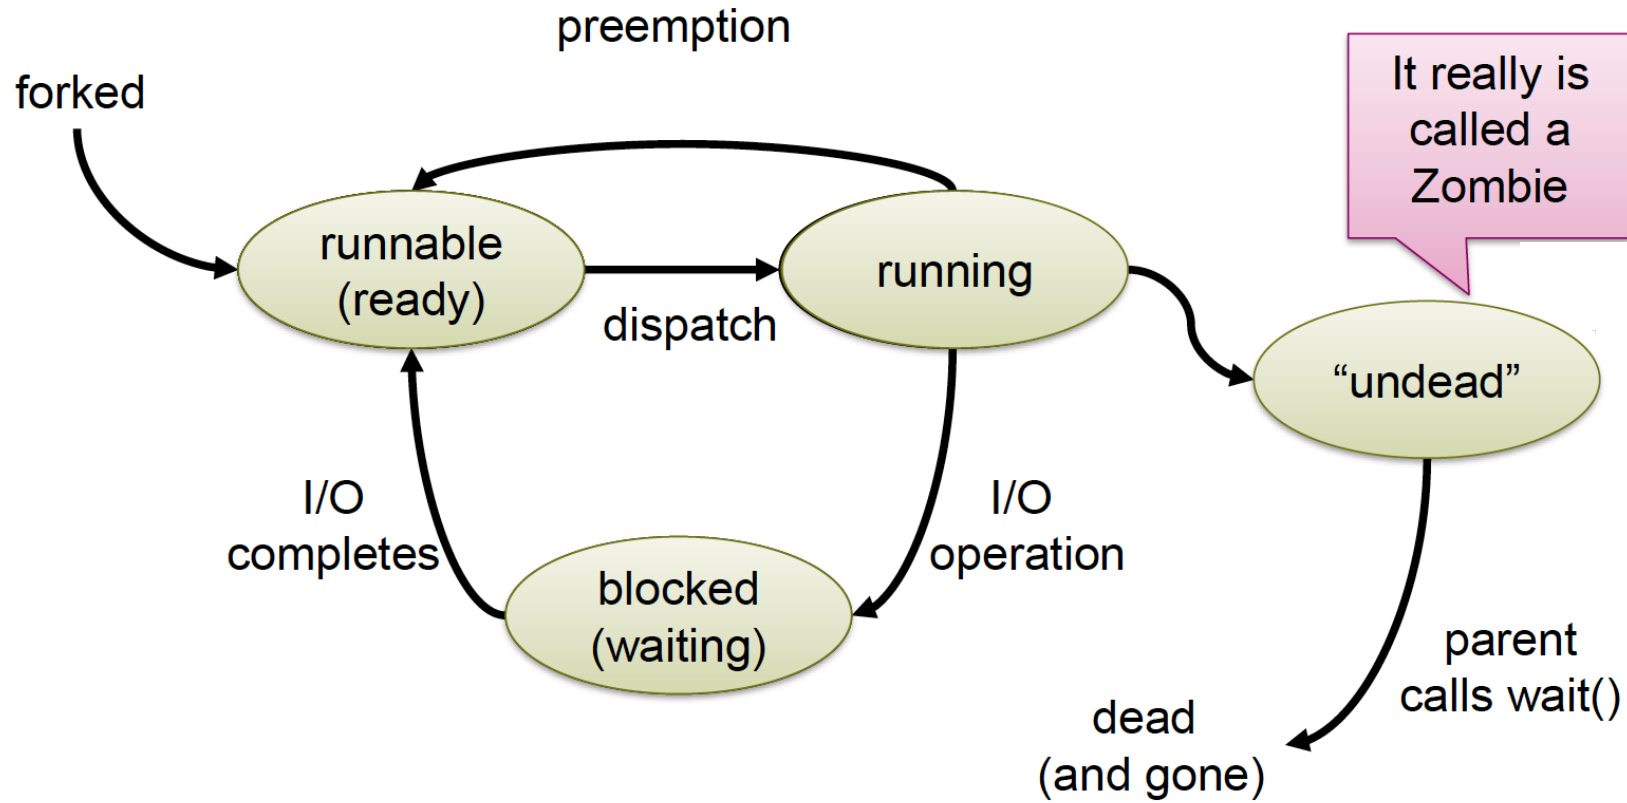 preemption
forked
It really is
called a
Zombie
runnable
(ready)
running
dispatch
“undead”
I/O
completes
I/O
operation
blocked
(waiting)
parent
calls wait()
dead
(and gone)